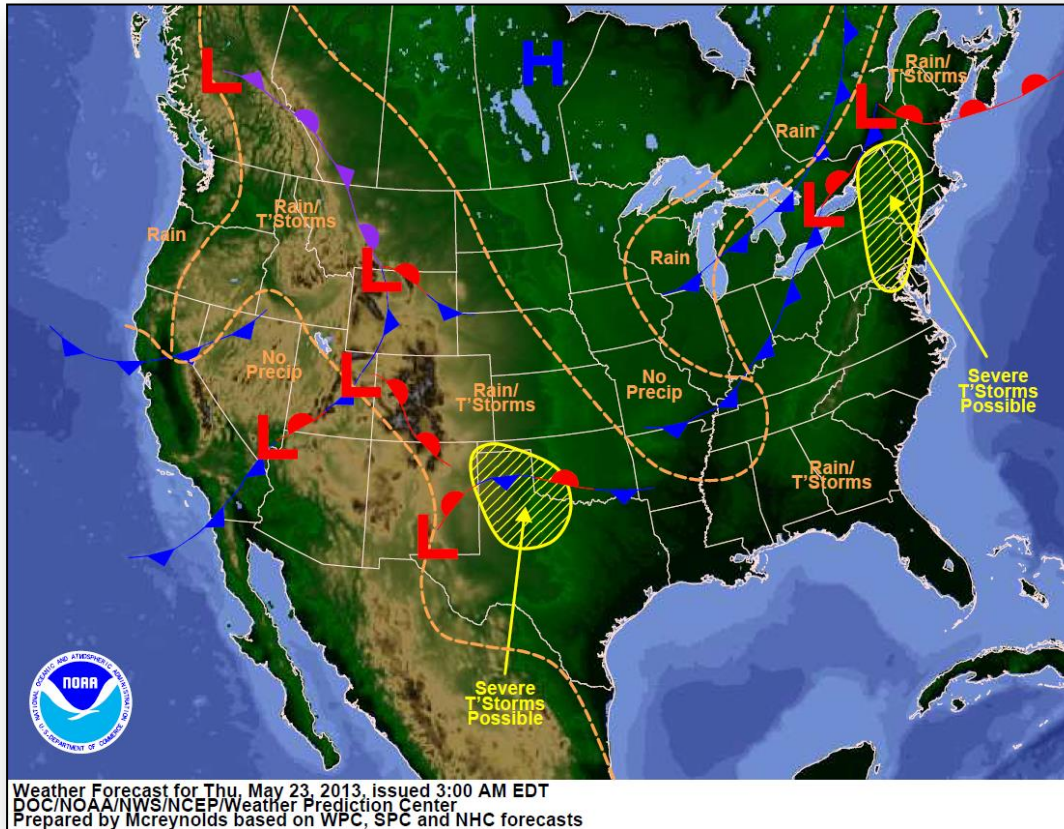 L
H
Rain/
T'Storms
L
Rain
L
Rain/
T'Storms
Rain
Rain
L
No
Precip
L
Rain/
T'Storms
No
Precip
Severe
T'Storms
Possible
L
Rain/
T'Storms
L
Severe
T'Storms
Possible
NATIONAL OCEANIC AND ATMOSPHERIC ADMINISTRATION
NOAA
U.S. DEPARTMENT OF COMMERCE
Weather Forecast for Thu, May 23, 2013, issued 3:00 AM EDT
DOC/NOAA/NWS/NCEP/Weather Prediction Center
Prepared by Mcreynolds based on WPC, SPC and NHC forecasts